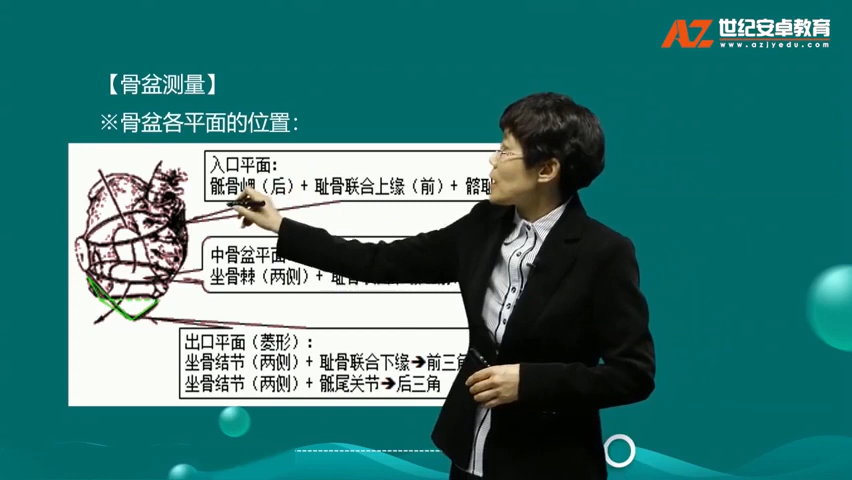 AZ 世纪安卓教育
www.azjyedu.com
【骨盆测量】
※骨盆各平面的位置：
入口平面：
骶骨岬（后）+ 耻骨联合上缘（前）+ 髂耻
中骨盆平面
坐骨棘（两侧）+ 耻骨
出口平面（菱形）：
坐骨结节（两侧）+ 耻骨联合下缘→前三角
坐骨结节（两侧）+ 骶尾关节→后三角